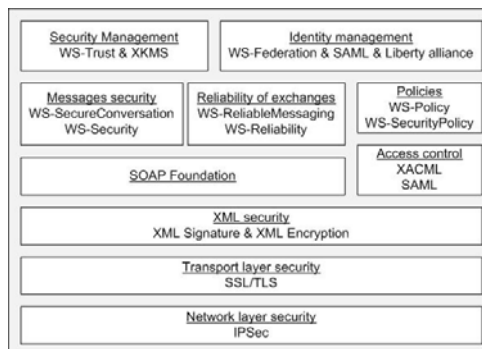 Security Management
WS-Trust & XKMS
Identity management
WS-Federation & SAML & Liberty alliance
Messages security
WS-SecureConversation
WS-Security
Reliability of exchanges
WS-ReliableMessaging
WS-Reliability
Policies
WS-Policy
WS-SecurityPolicy
SOAP Foundation
Access control
XACML
SAML
XML security
XML Signature & XML Encryption
Transport layer security
SSL/TLS
Network layer security
IPSec